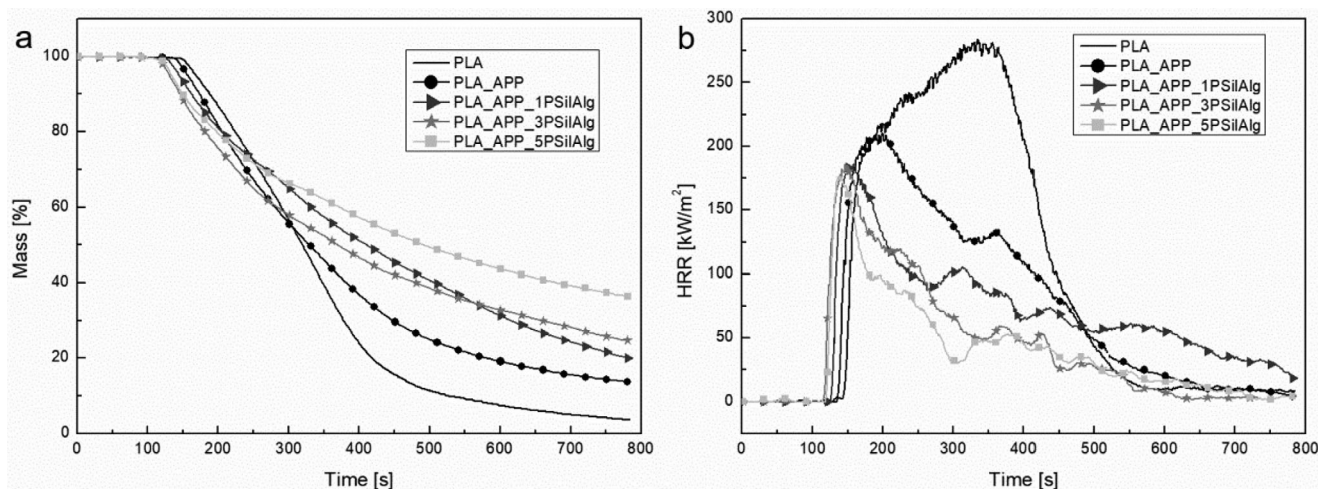 a
Mass [%]
100
80
60
40
20
0
PLA
PLA_APP
PLA_APP_1PSilAlg
PLA_APP_3PSilAlg
PLA_APP_5PSilAlg
0 100 200 300 400 500 600 700 800
Time [s]
b
HRR [kW/m²]
300
250
200
150
100
50
0
PLA
PLA_APP
PLA_APP_1PSilAlg
PLA_APP_3PSilAlg
PLA_APP_5PSilAlg
0 100 200 300 400 500 600 700 800
Time [s]